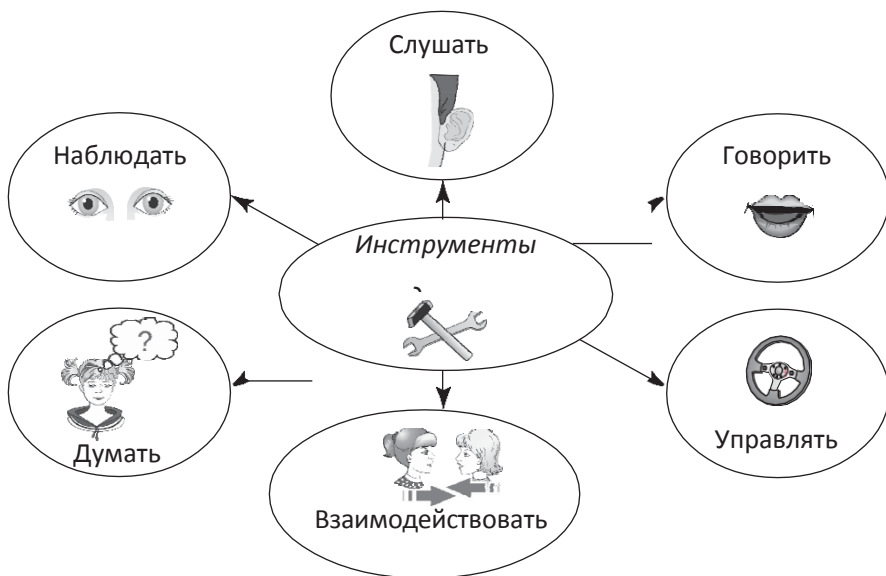 Слушать
Наблюдать
Говорить
Инструменты
?
Думать
Управлять
Взаимодействовать